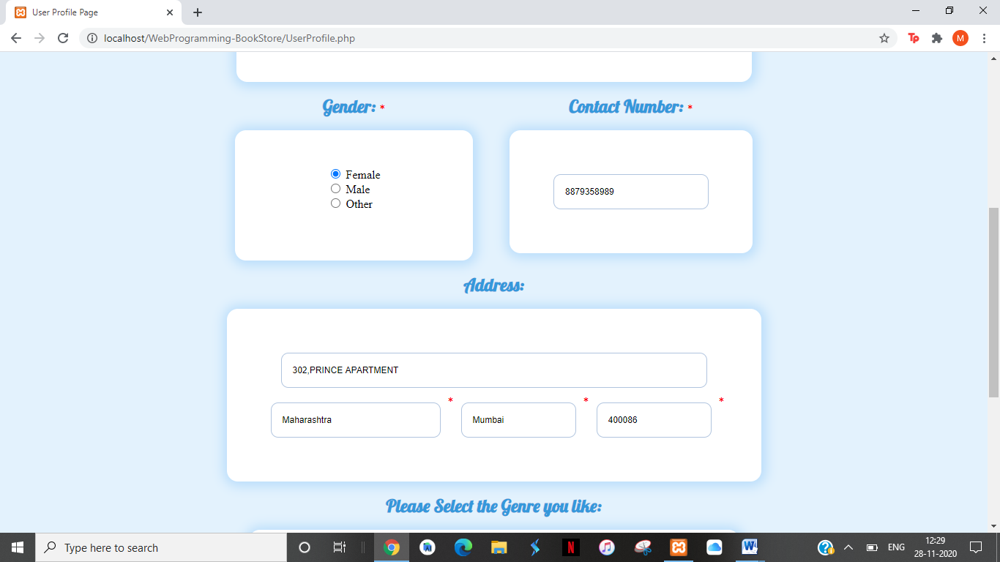 User Profile Page
localhost/WebProgramming-BookStore/UserProfile.php
Tp
M
Gender: * Contact Number: *
Female
Male
Other
8879358989
Address:
302,PRINCE APARTMENT
* * *
Maharashtra Mumbai 400086
Please Select the Genre you like:
Type here to search
N
W
ENG
12:29
28-11-2020